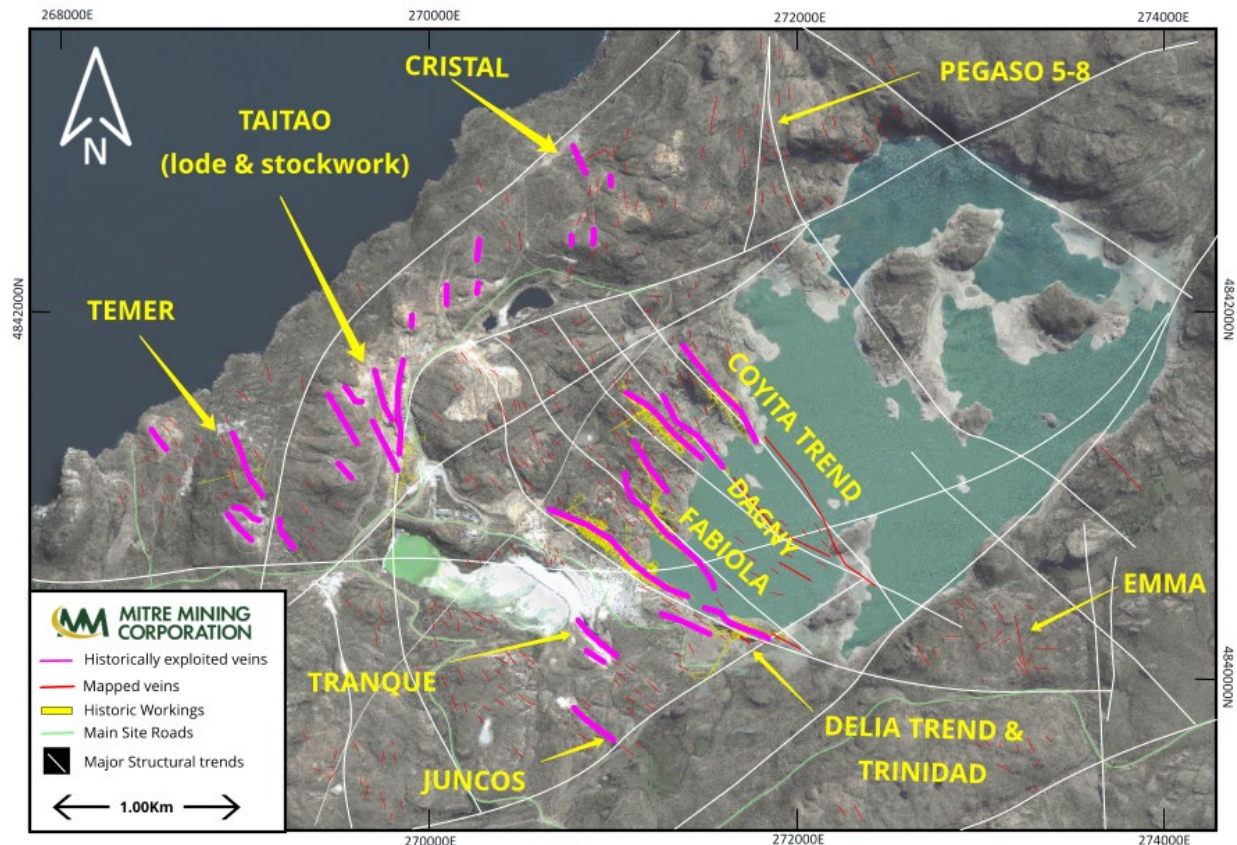 268000E
270000E
272000E
274000E
CRISTAL
PEGASO 5-8
TAITAO
(lode & stockwork)
N
TEMER
4842000N
4842000N
COYITA TREND
DAGNY
FABIOLA
EMMA
TRANQUE
4840000N
DELIA TREND &
TRINIDAD
JUNCOS
MM MITRE MINING
CORPORATION
Historically exploited veins
Mapped veins
Historic Workings
Main Site Roads
Major Structural trends
1.00Km
270000E
272000E
274000E